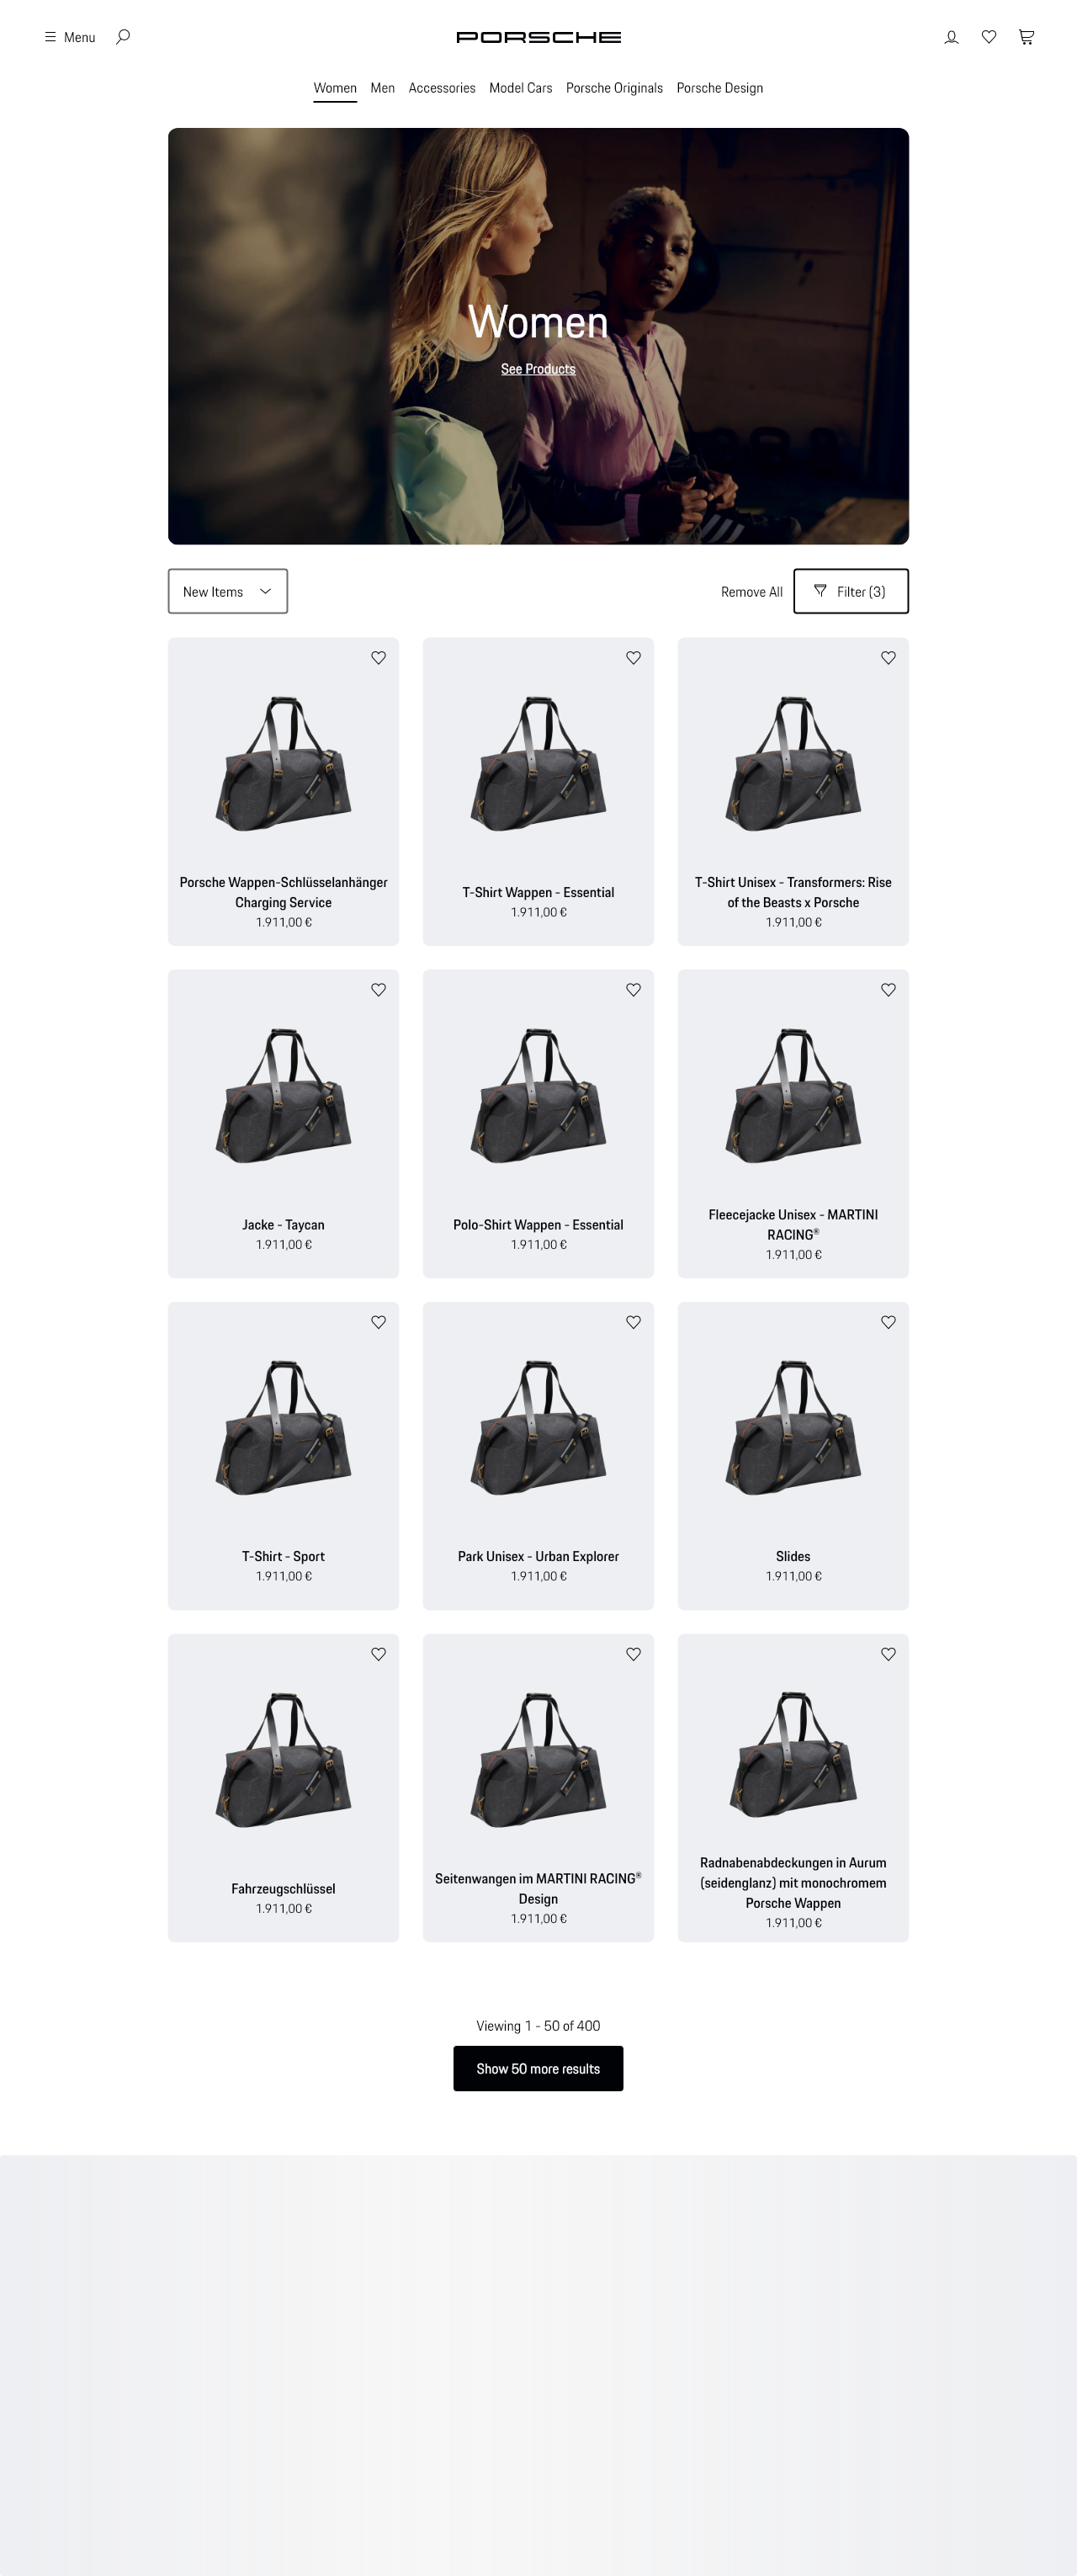 Menu
PORSCHE
Women Men Accessories Model Cars Porsche Originals Porsche Design
Women
See Products
New Items
Remove All
Filter (3)
Porsche Wappen-Schlüsselanhänger
Charging Service
1.911,00 €
T-Shirt Wappen - Essential
1.911,00 €
T-Shirt Unisex - Transformers: Rise
of the Beasts x Porsche
1.911,00 €
Jacke - Taycan
1.911,00 €
Polo-Shirt Wappen - Essential
1.911,00 €
Fleecejacke Unisex - MARTINI
RACING®
1.911,00 €
T-Shirt - Sport
1.911,00 €
Park Unisex - Urban Explorer
1.911,00 €
Slides
1.911,00 €
Fahrzeugschlüssel
1.911,00 €
Seitenwangen im MARTINI RACING®
Design
1.911,00 €
Radnabenabdeckungen in Aurum
(seidenglanz) mit monochromem
Porsche Wappen
1.911,00 €
Viewing 1 - 50 of 400
Show 50 more results